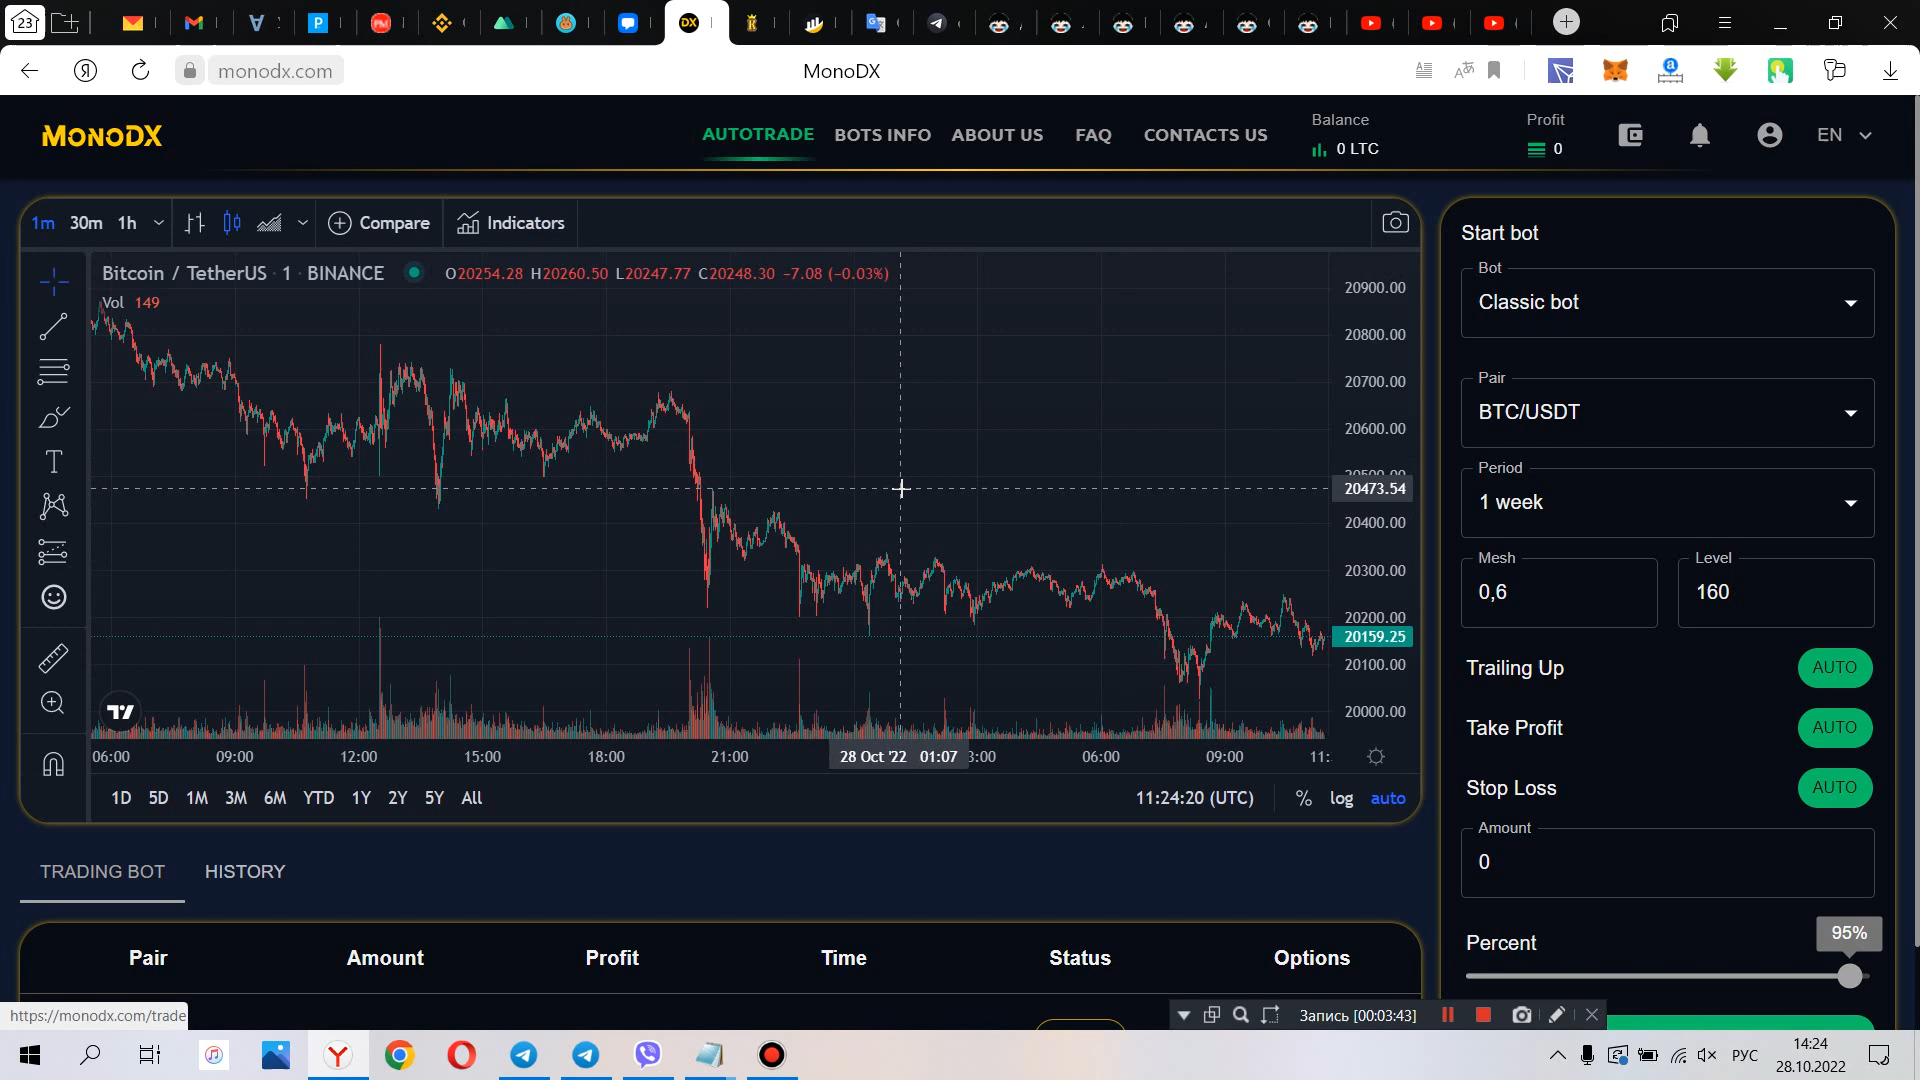 23
monodx.com
MonoDX
MONODX
AUTOTRADE
BOTS INFO
ABOUT US
FAQ
CONTACTS US
Balance
0 LTC
Profit
0
EN
1m 30m 1h
Compare
Indicators
Bitcoin / TetherUS · 1 · BINANCE
O20254.28 H20260.50 L20247.77 C20248.30 -7.08 (-0.03%)
Vol 149
20900.00
20800.00
20700.00
20600.00
20500.00
20473.54
20400.00
20300.00
20200.00
20159.25
20100.00
20000.00
06:00
09:00
12:00
15:00
18:00
21:00
28 Oct '22 01:07
3:00
06:00
09:00
11:
1D 5D 1M 3M 6M YTD 1Y 2Y 5Y All
11:24:20 (UTC)
% log auto
Start bot
Bot
Classic bot
Pair
BTC/USDT
Period
1 week
Mesh
0,6
Level
160
Trailing Up
AUTO
Take Profit
AUTO
Stop Loss
AUTO
Amount
0
Percent
95%
TRADING BOT
HISTORY
Pair
Amount
Profit
Time
Status
Options
https://monodx.com/trade
Запись [00:03:43]
РУС
14:24
28.10.2022